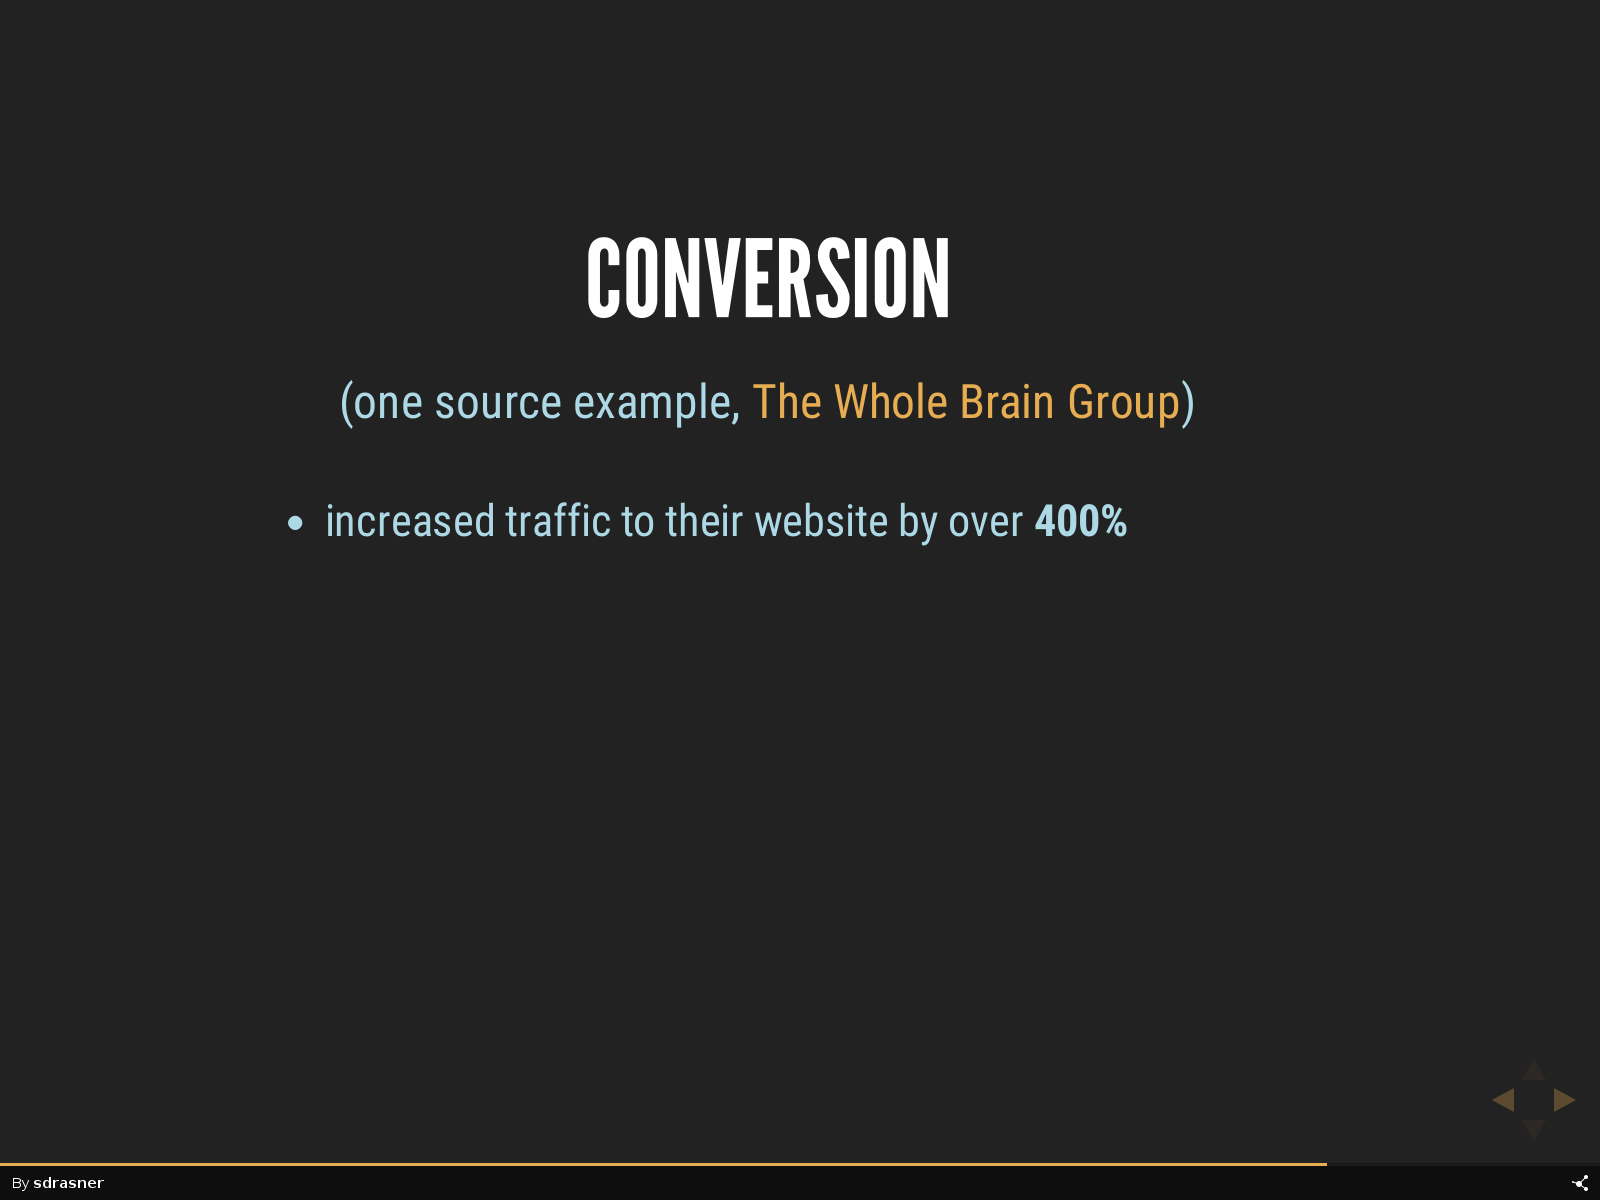 CONVERSION
(one source example, The Whole Brain Group)
• increased traffic to their website by over 400%
By sdrasner